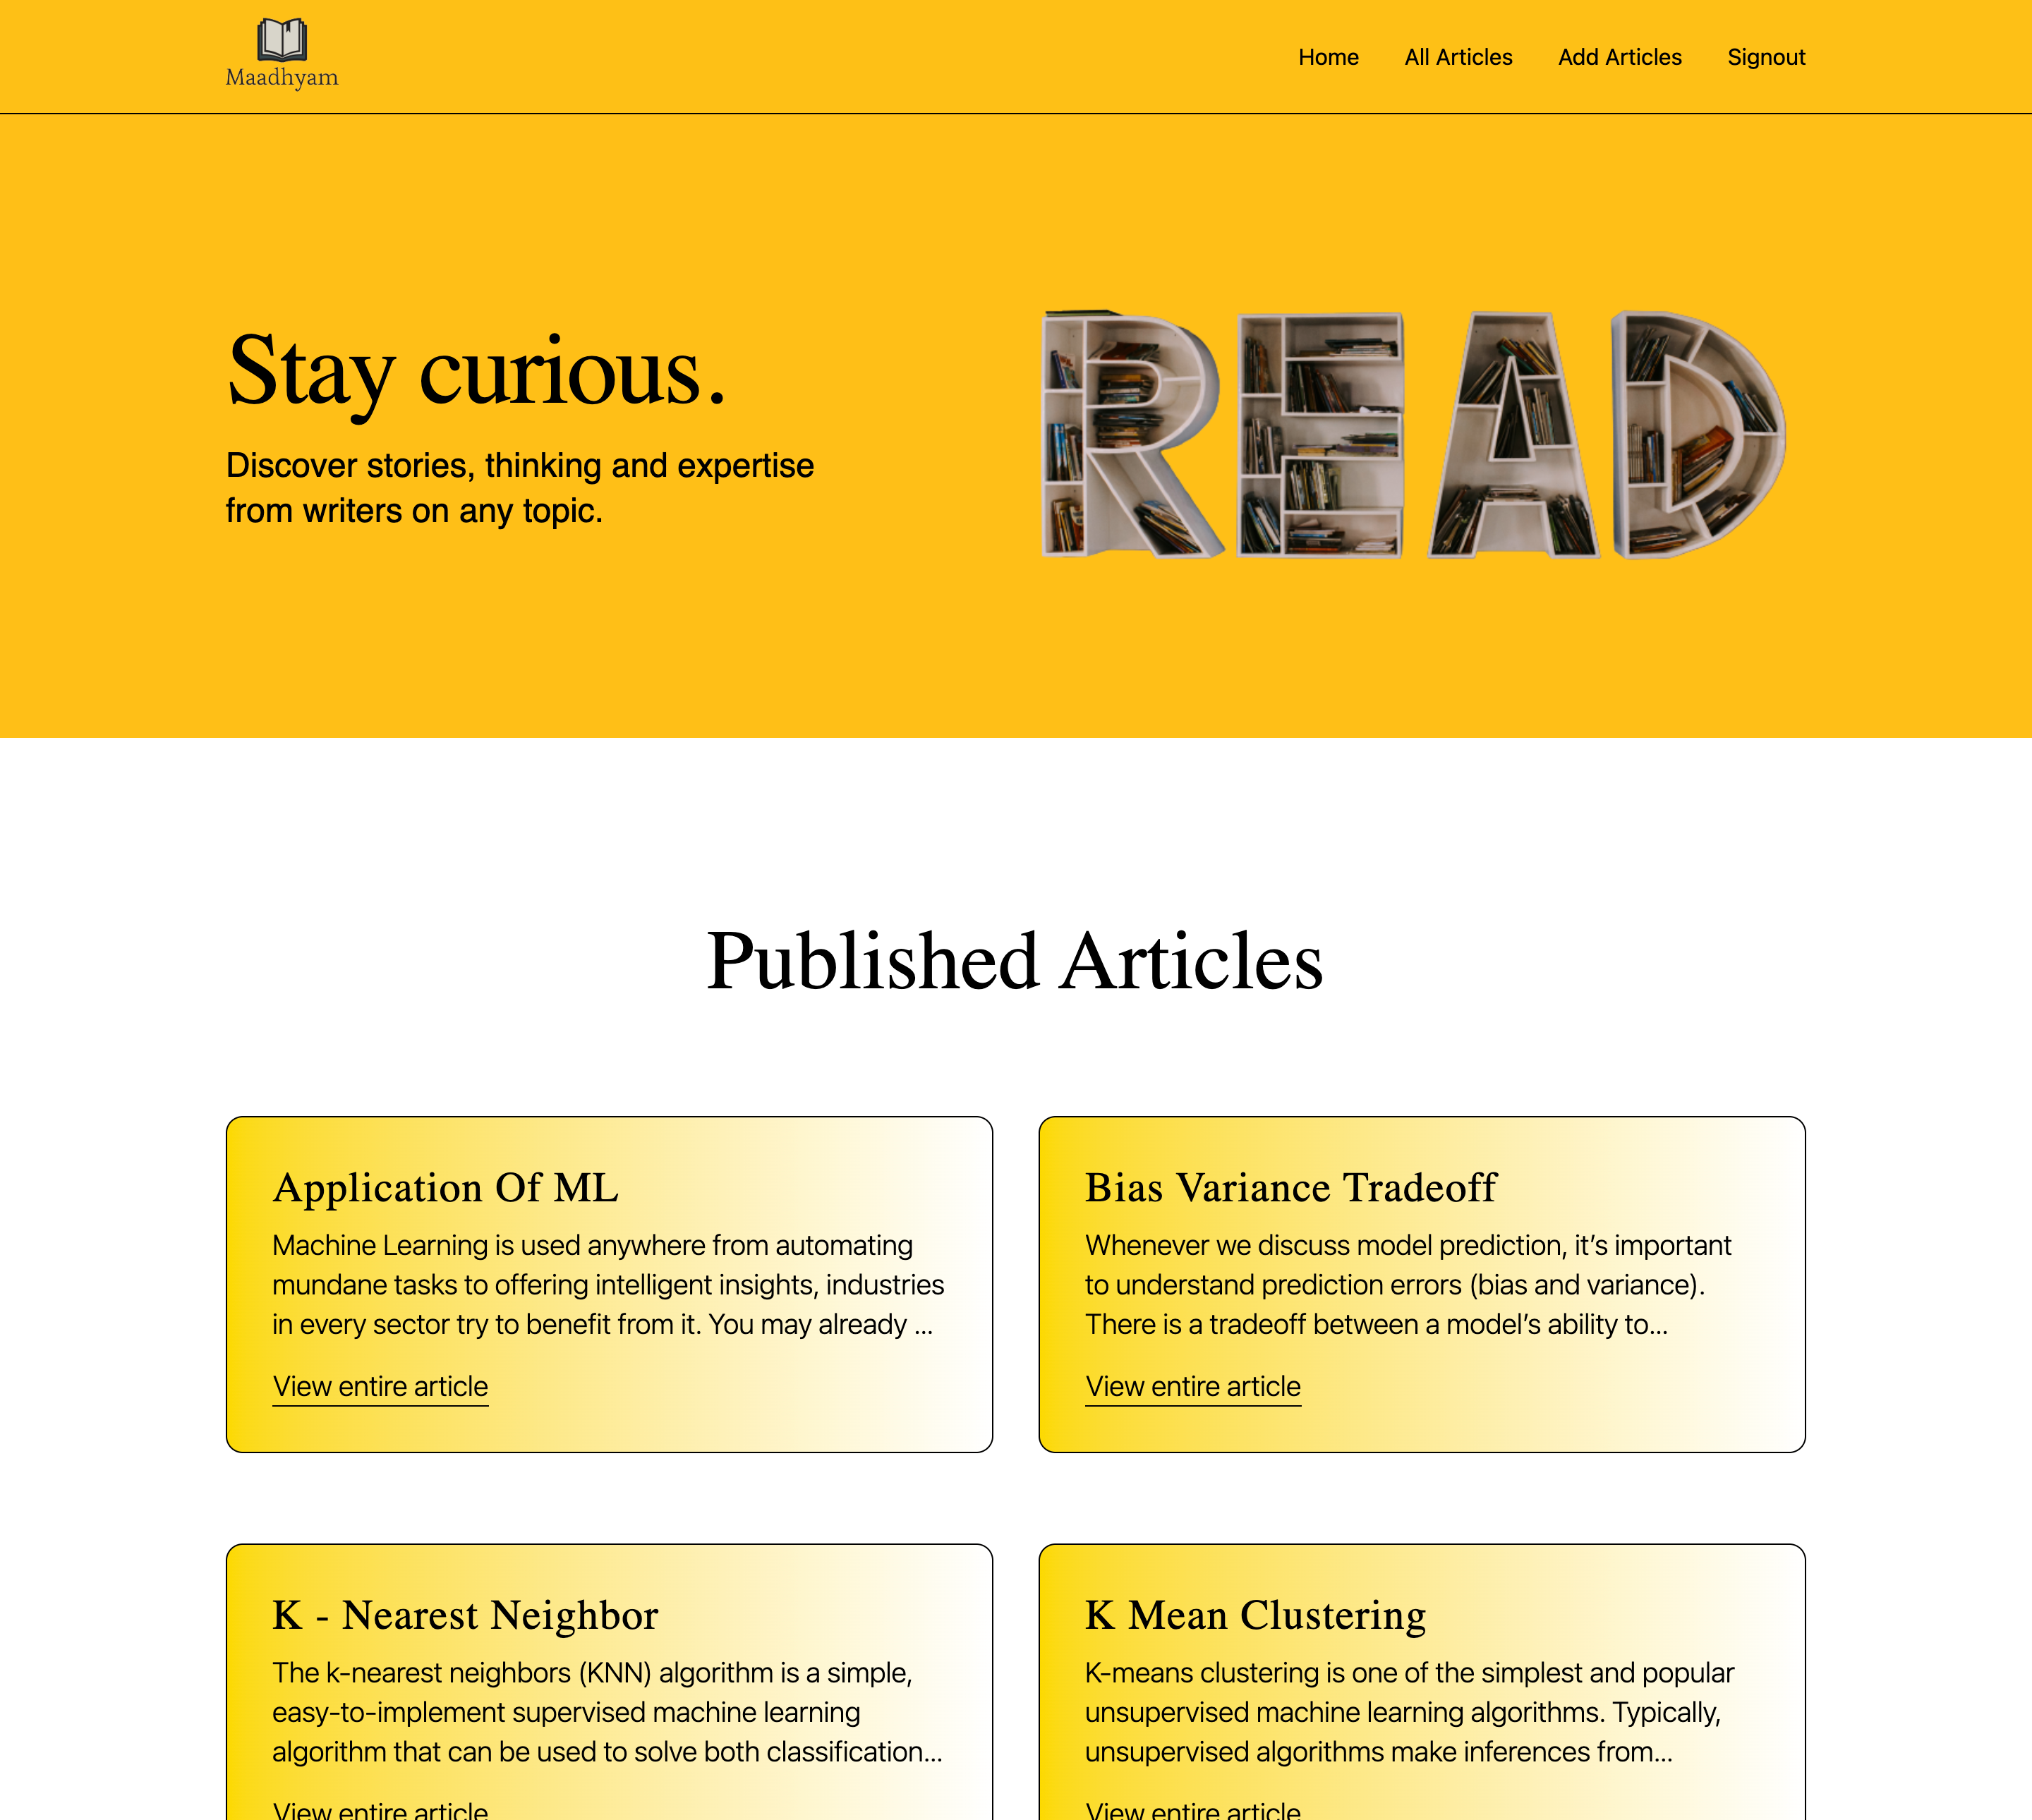 Maadhyam
Home All Articles Add Articles Signout
Stay curious.
Discover stories, thinking and expertise
from writers on any topic.
READ
Published Articles
Application Of ML
Machine Learning is used anywhere from automating
mundane tasks to offering intelligent insights, industries
in every sector try to benefit from it. You may already ...
View entire article
Bias Variance Tradeoff
Whenever we discuss model prediction, it’s important
to understand prediction errors (bias and variance).
There is a tradeoff between a model’s ability to...
View entire article
K - Nearest Neighbor
The k-nearest neighbors (KNN) algorithm is a simple,
easy-to-implement supervised machine learning
algorithm that can be used to solve both classification...
View entire article
K Mean Clustering
K-means clustering is one of the simplest and popular
unsupervised machine learning algorithms. Typically,
unsupervised algorithms make inferences from...
View entire article